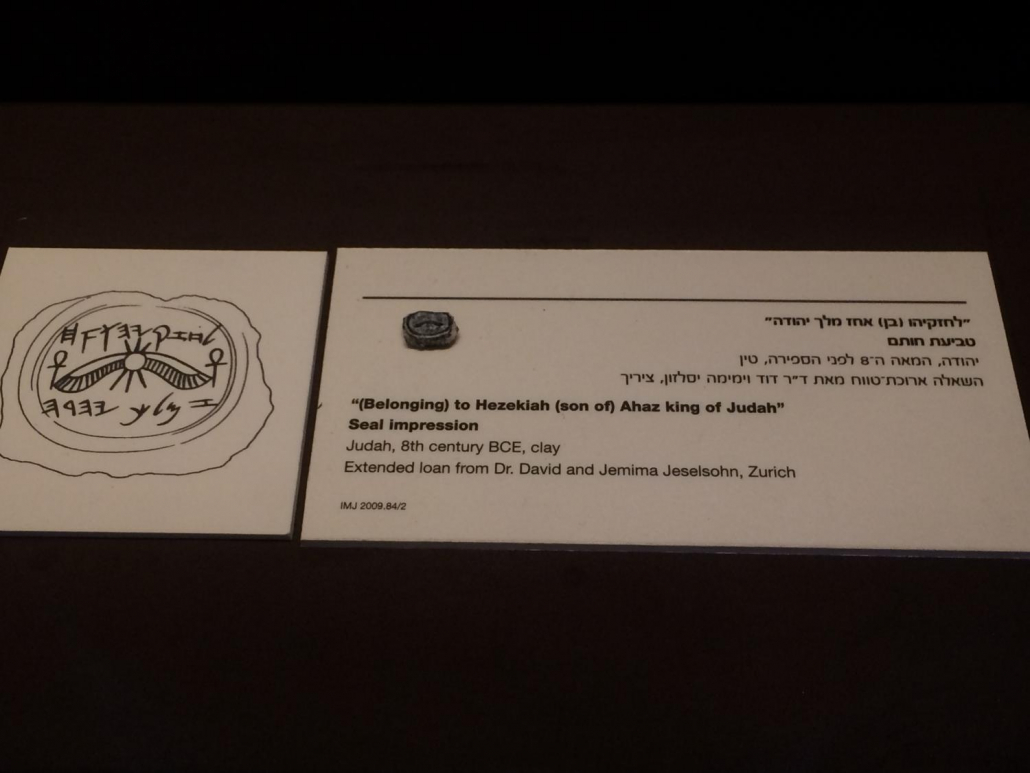 ״לחזקיהו (בן) אחז מלך יהודה״
טביעת חותם
יהודה, המאה ה־8 לפני הספירה, טין
השאלה ארוכת־טווח מאת ד״ר דוד וימימה יסלזון, ציריך
“(Belonging) to Hezekiah (son of) Ahaz king of Judah”
Seal impression
Judah, 8th century BCE, clay
Extended loan from Dr. David and Jemima Jeselsohn, Zurich
IMJ 2009.84/2